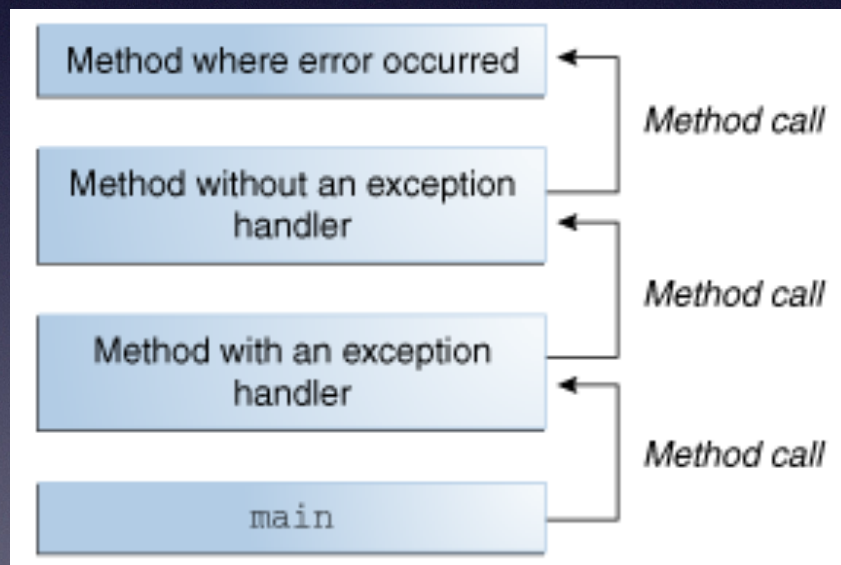 Method where error occurred
Method call
Method without an exception
handler
Method call
Method with an exception
handler
Method call
main